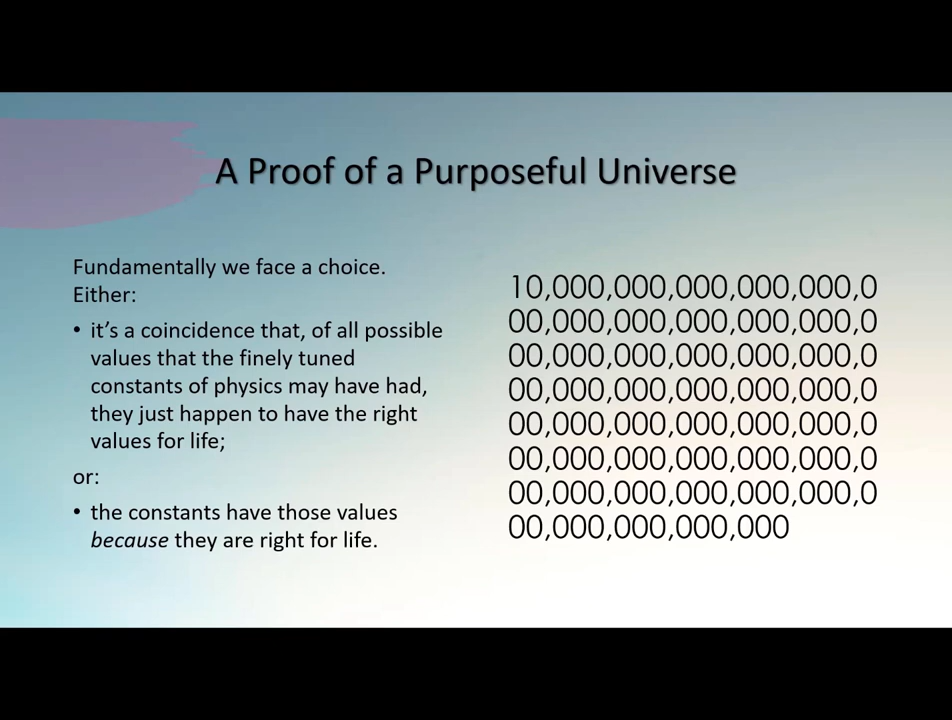 A Proof of a Purposeful Universe
Fundamentally we face a choice.
Either:
• it’s a coincidence that, of all possible
values that the finely tuned
constants of physics may have had,
they just happen to have the right
values for life;
or:
• the constants have those values
because they are right for life.
10,000,000,000,000,000,0
00,000,000,000,000,000,0
00,000,000,000,000,000,0
00,000,000,000,000,000,0
00,000,000,000,000,000,0
00,000,000,000,000,000,0
00,000,000,000,000,000,0
00,000,000,000,000